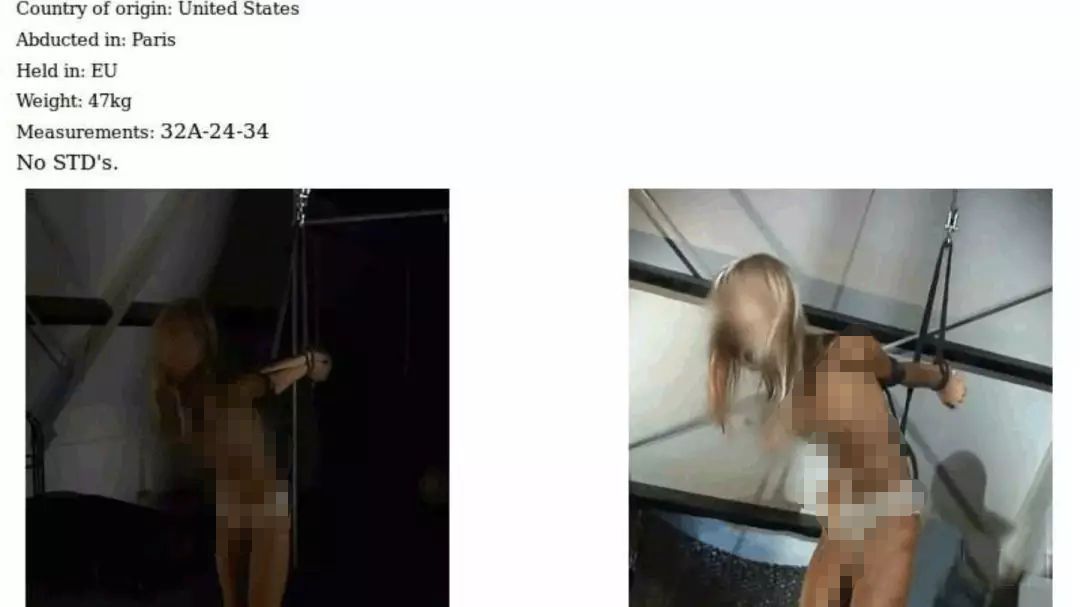 Country of origin: United States
Abducted in: Paris
Held in: EU
Weight: 47kg
Measurements: 32A-24-34
No STD's.